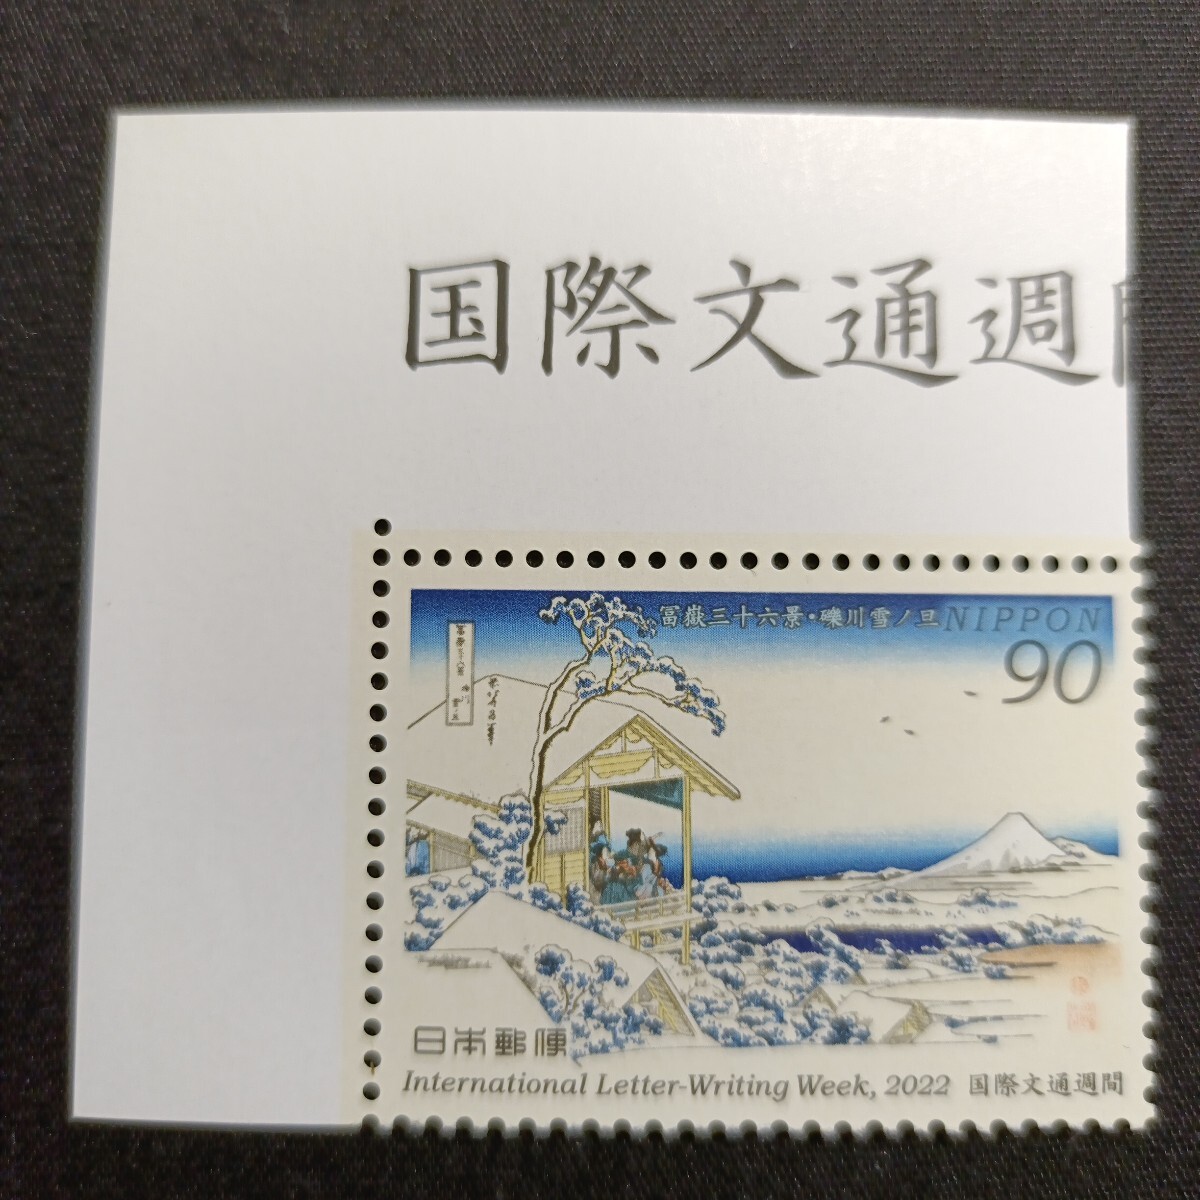 国際文通週
冨嶽三十六景・礫川雪ノ旦
NIPPON
90
日本郵便
International Letter-Writing Week, 2022 国際文通週間